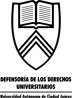 DEFENSORÍA DE LOS DERECHOS
UNIVERSITARIOS
Universidad Autónoma de Ciudad Juárez